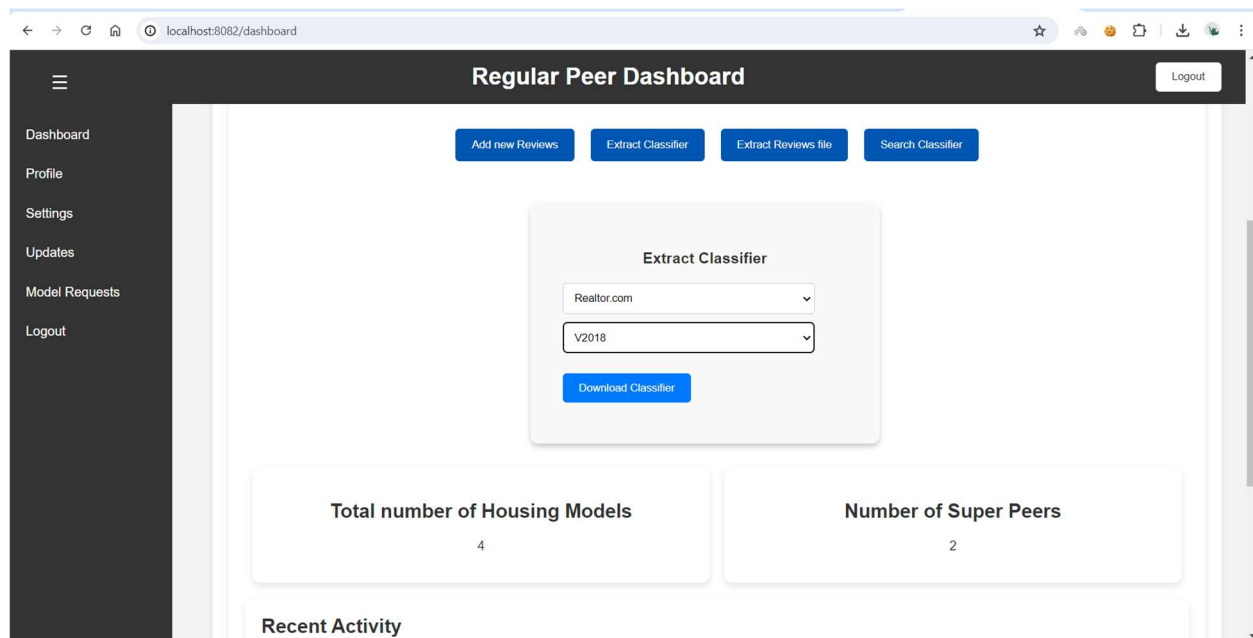 localhost:8082/dashboard
Regular Peer Dashboard
Logout
Dashboard
Profile
Settings
Updates
Model Requests
Logout
Add new Reviews
Extract Classifier
Extract Reviews file
Search Classifier
Extract Classifier
Realtor.com
V2018
Download Classifier
Total number of Housing Models
4
Number of Super Peers
2
Recent Activity